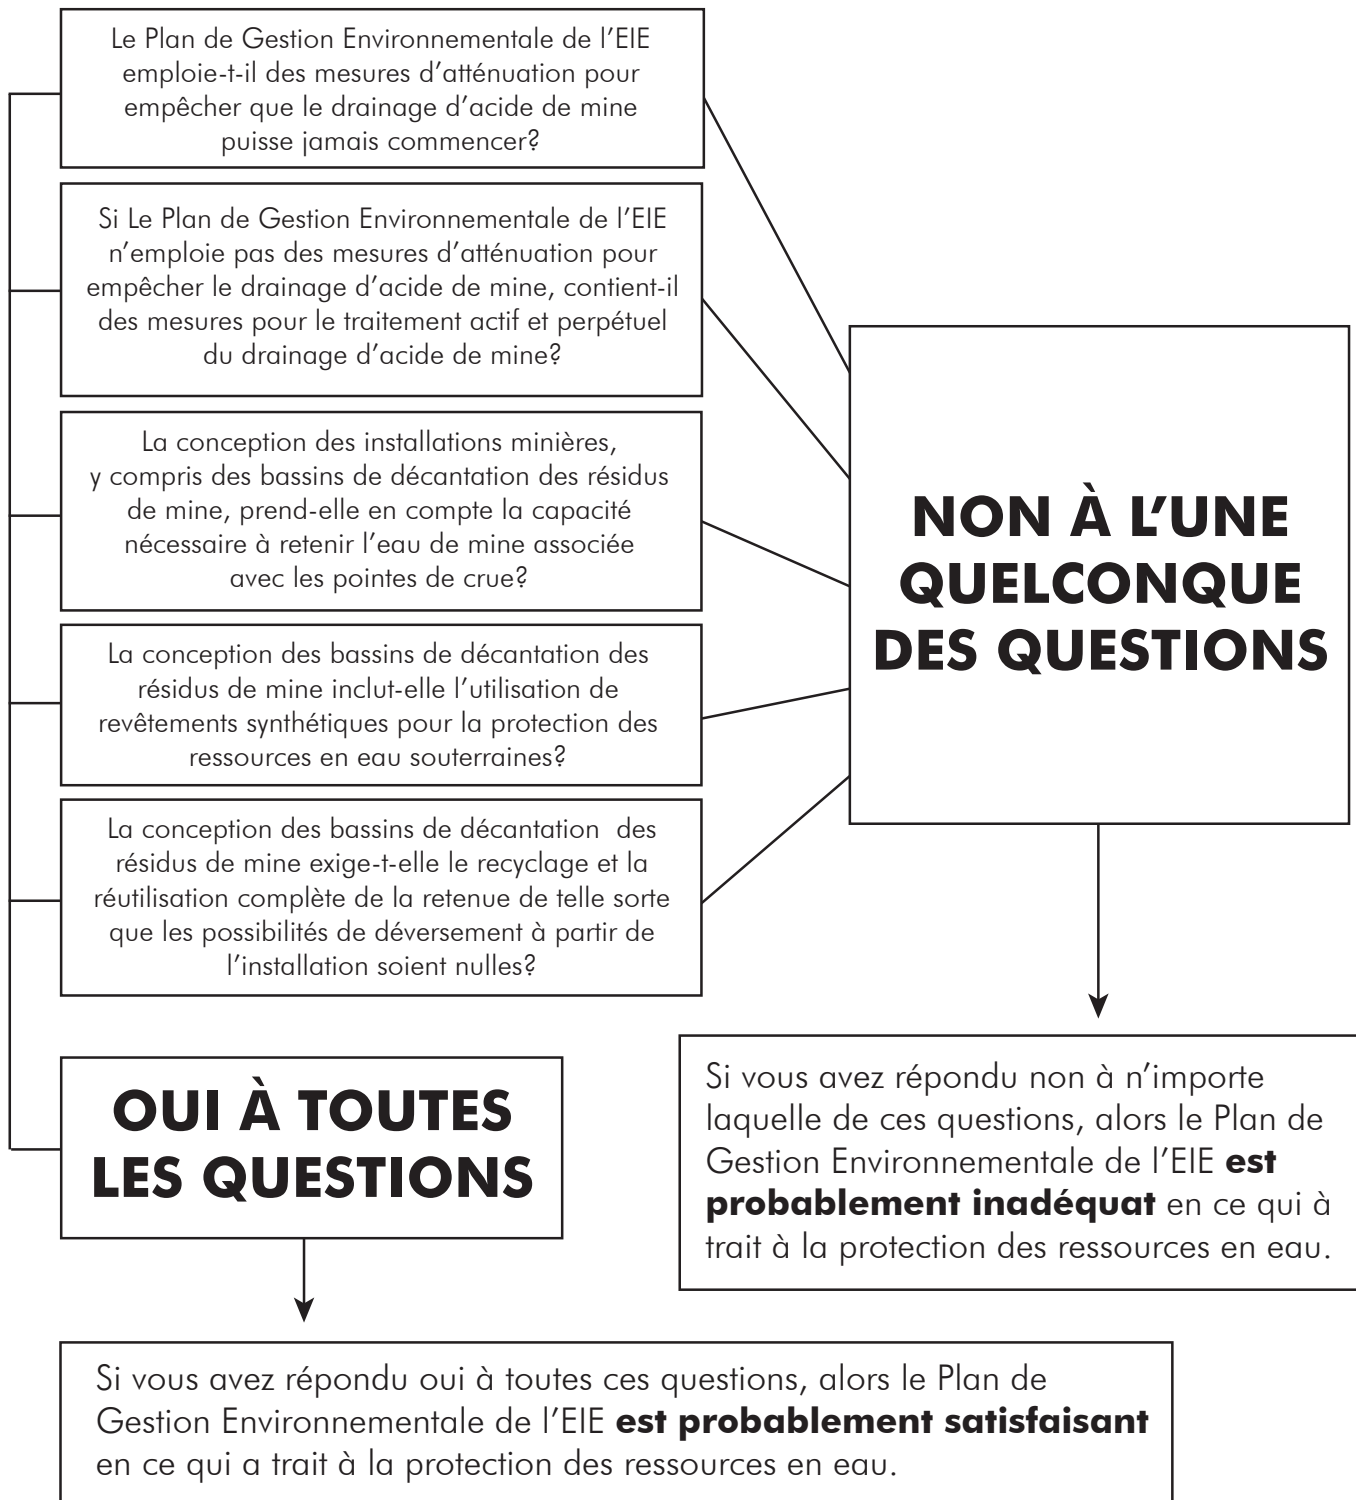 Le Plan de Gestion Environnementale de l’EIE
emploie-t-il des mesures d’atténuation pour
empêcher que le drainage d’acide de mine
puisse jamais commencer?
Si Le Plan de Gestion Environnementale de l’EIE
n’emploie pas des mesures d’atténuation pour
empêcher le drainage d’acide de mine, contient-il
des mesures pour le traitement actif et perpétuel
du drainage d’acide de mine?
La conception des installations minières,
y compris des bassins de décantation des résidus
de mine, prend-elle en compte la capacité
nécessaire à retenir l’eau de mine associée
avec les pointes de crue?
La conception des bassins de décantation des
résidus de mine inclut-elle l’utilisation de
revêtements synthétiques pour la protection des
ressources en eau souterraines?
La conception des bassins de décantation des
résidus de mine exige-t-elle le recyclage et la
réutilisation complète de la retenue de telle sorte
que les possibilités de déversement à partir de
l’installation soient nulles?
NON À L’UNE
QUELCONQUE
DES QUESTIONS
Si vous avez répondu non à n’importe
laquelle de ces questions, alors le Plan de
Gestion Environnementale de l’EIE est
probablement inadéquat en ce qui à
trait à la protection des ressources en eau.
OUI À TOUTES
LES QUESTIONS
Si vous avez répondu oui à toutes ces questions, alors le Plan de
Gestion Environnementale de l’EIE est probablement satisfaisant
en ce qui a trait à la protection des ressources en eau.